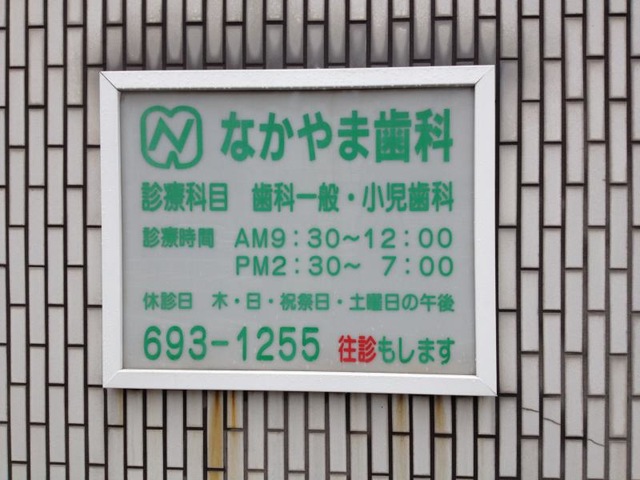 N なかやま歯科
診療科目 歯科一般・小児歯科
診療時間 AM9:30～12:00
PM2:30～ 7:00
休診日 木・日・祝祭日・土曜日の午後
693-1255 往診もします